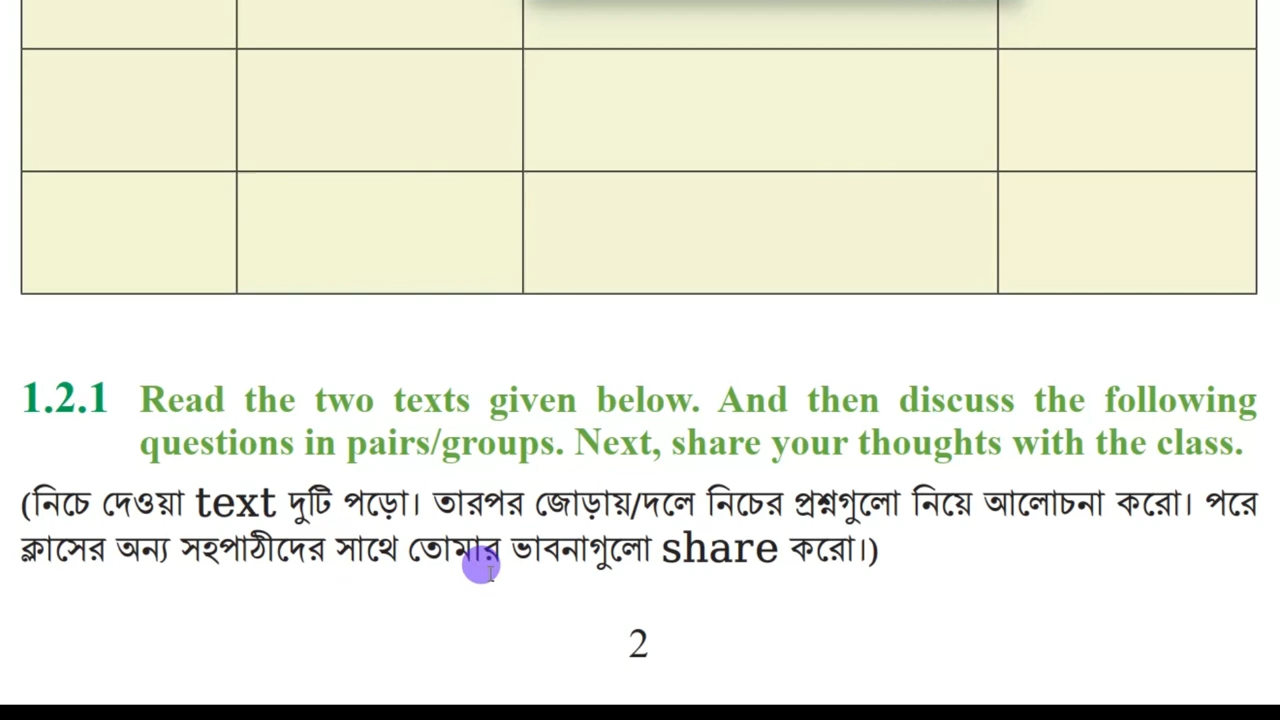 1.2.1 Read the two texts given below. And then discuss the following
questions in pairs/groups. Next, share your thoughts with the class.
(নিচে দেওয়া text দুটি পড়ো। তারপর জোড়ায়/দলে নিচের প্রশ্নগুলো নিয়ে আলোচনা করো। পরে
ক্লাসের অন্য সহপাঠীদের সাথে তোমার ভাবনাগুলো share করো।)
2